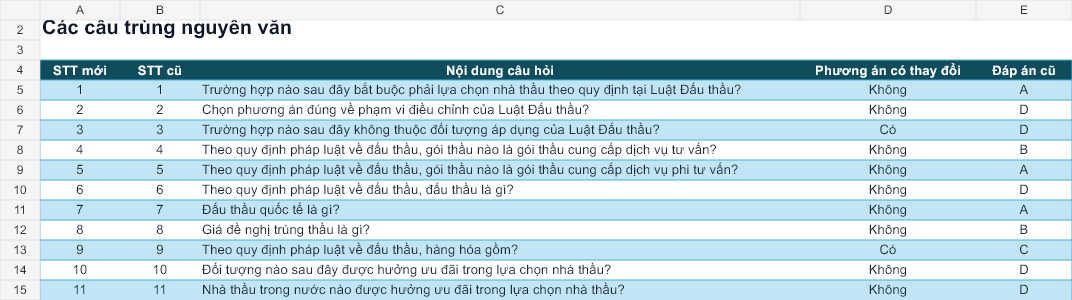 A B C D E
2 Các câu trùng nguyên văn
3
4 STT mới STT cũ Nội dung câu hỏi Phương án có thay đổi Đáp án cũ
5 1 1 Trường hợp nào sau đây bắt buộc phải lựa chọn nhà thầu theo quy định tại Luật Đấu thầu? Không A
6 2 2 Chọn phương án đúng về phạm vi điều chỉnh của Luật Đấu thầu? Không D
7 3 3 Trường hợp nào sau đây không thuộc đối tượng áp dụng của Luật Đấu thầu? Có D
8 4 4 Theo quy định pháp luật về đấu thầu, gói thầu nào là gói thầu cung cấp dịch vụ tư vấn? Không B
9 5 5 Theo quy định pháp luật về đấu thầu, gói thầu nào là gói thầu cung cấp dịch vụ phi tư vấn? Không A
10 6 6 Theo quy định pháp luật về đấu thầu, đấu thầu là gì? Không D
11 7 7 Đấu thầu quốc tế là gì? Không A
12 8 8 Giá đề nghị trúng thầu là gì? Không B
13 9 9 Theo quy định pháp luật về đấu thầu, hàng hóa gồm? Có C
14 10 10 Đối tượng nào sau đây được hưởng ưu đãi trong lựa chọn nhà thầu? Không D
15 11 11 Nhà thầu trong nước nào được hưởng ưu đãi trong lựa chọn nhà thầu? Không D